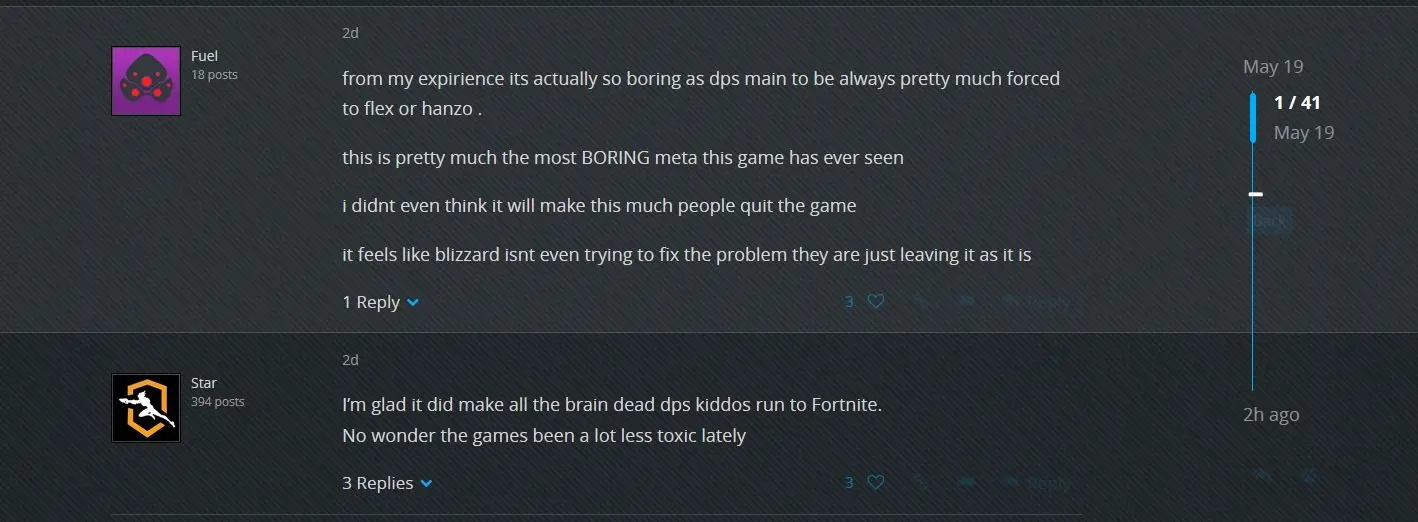 2d
Fuel
18 posts
from my expirience its actually so boring as dps main to be always pretty much forced
to flex or hanzo .
this is pretty much the most BORING meta this game has ever seen
i didnt even think it will make this much people quit the game
it feels like blizzard isnt even trying to fix the problem they are just leaving it as it is
1 Reply
3
Reply
May 19
1 / 41
May 19
Back
2d
Star
394 posts
I’m glad it did make all the brain dead dps kiddos run to Fortnite.
No wonder the games been a lot less toxic lately
3 Replies
3
Reply
2h ago